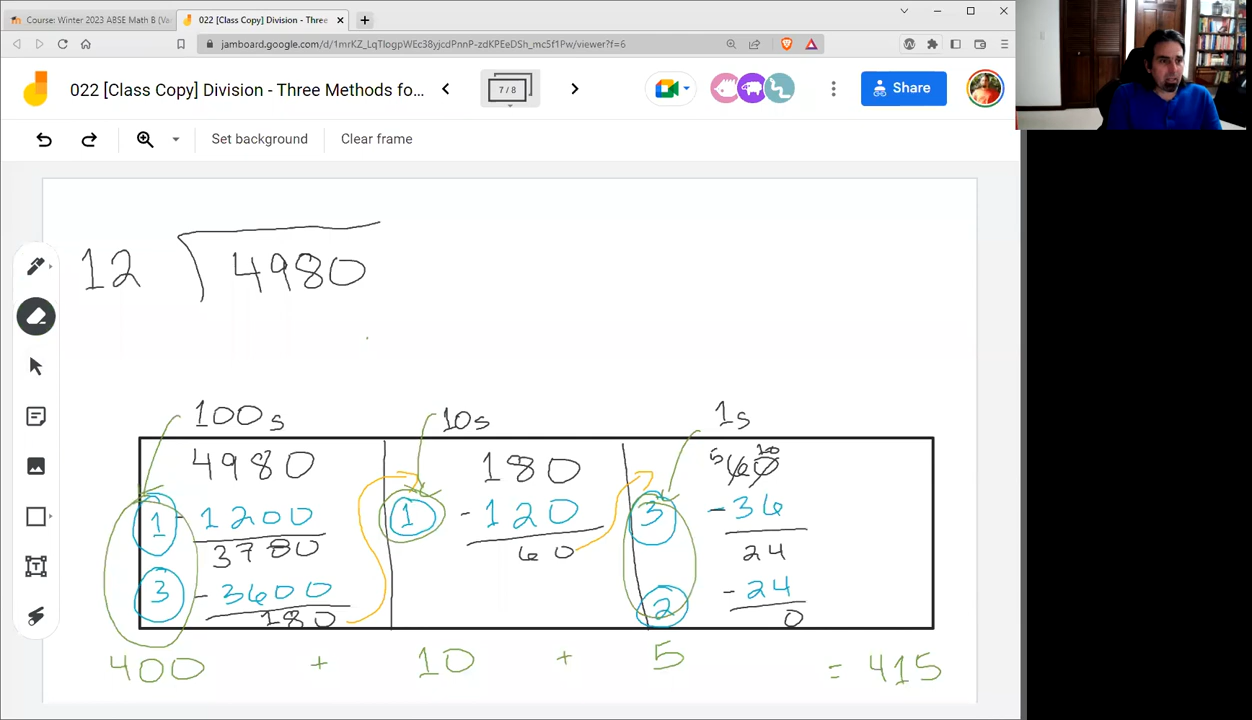 Course: Winter 2023 ABSE Math B (Va
022 [Class Copy] Division - Three
jamboard.google.com/d/1mrKZ_LqTlogpWEc38yjcdPnnP-zdKPEeDSh_mc5f1Pw/viewer?f=6
022 [Class Copy] Division - Three Methods fo...
7 / 8
Share
Set background
Clear frame
12 4980
100s 10s 1s
4980 180 5 60 10
1 - 1200 1 - 120 3 - 36
3780 60 24
3 - 3600 2 - 24
180 0
400 + 10 + 5 = 415